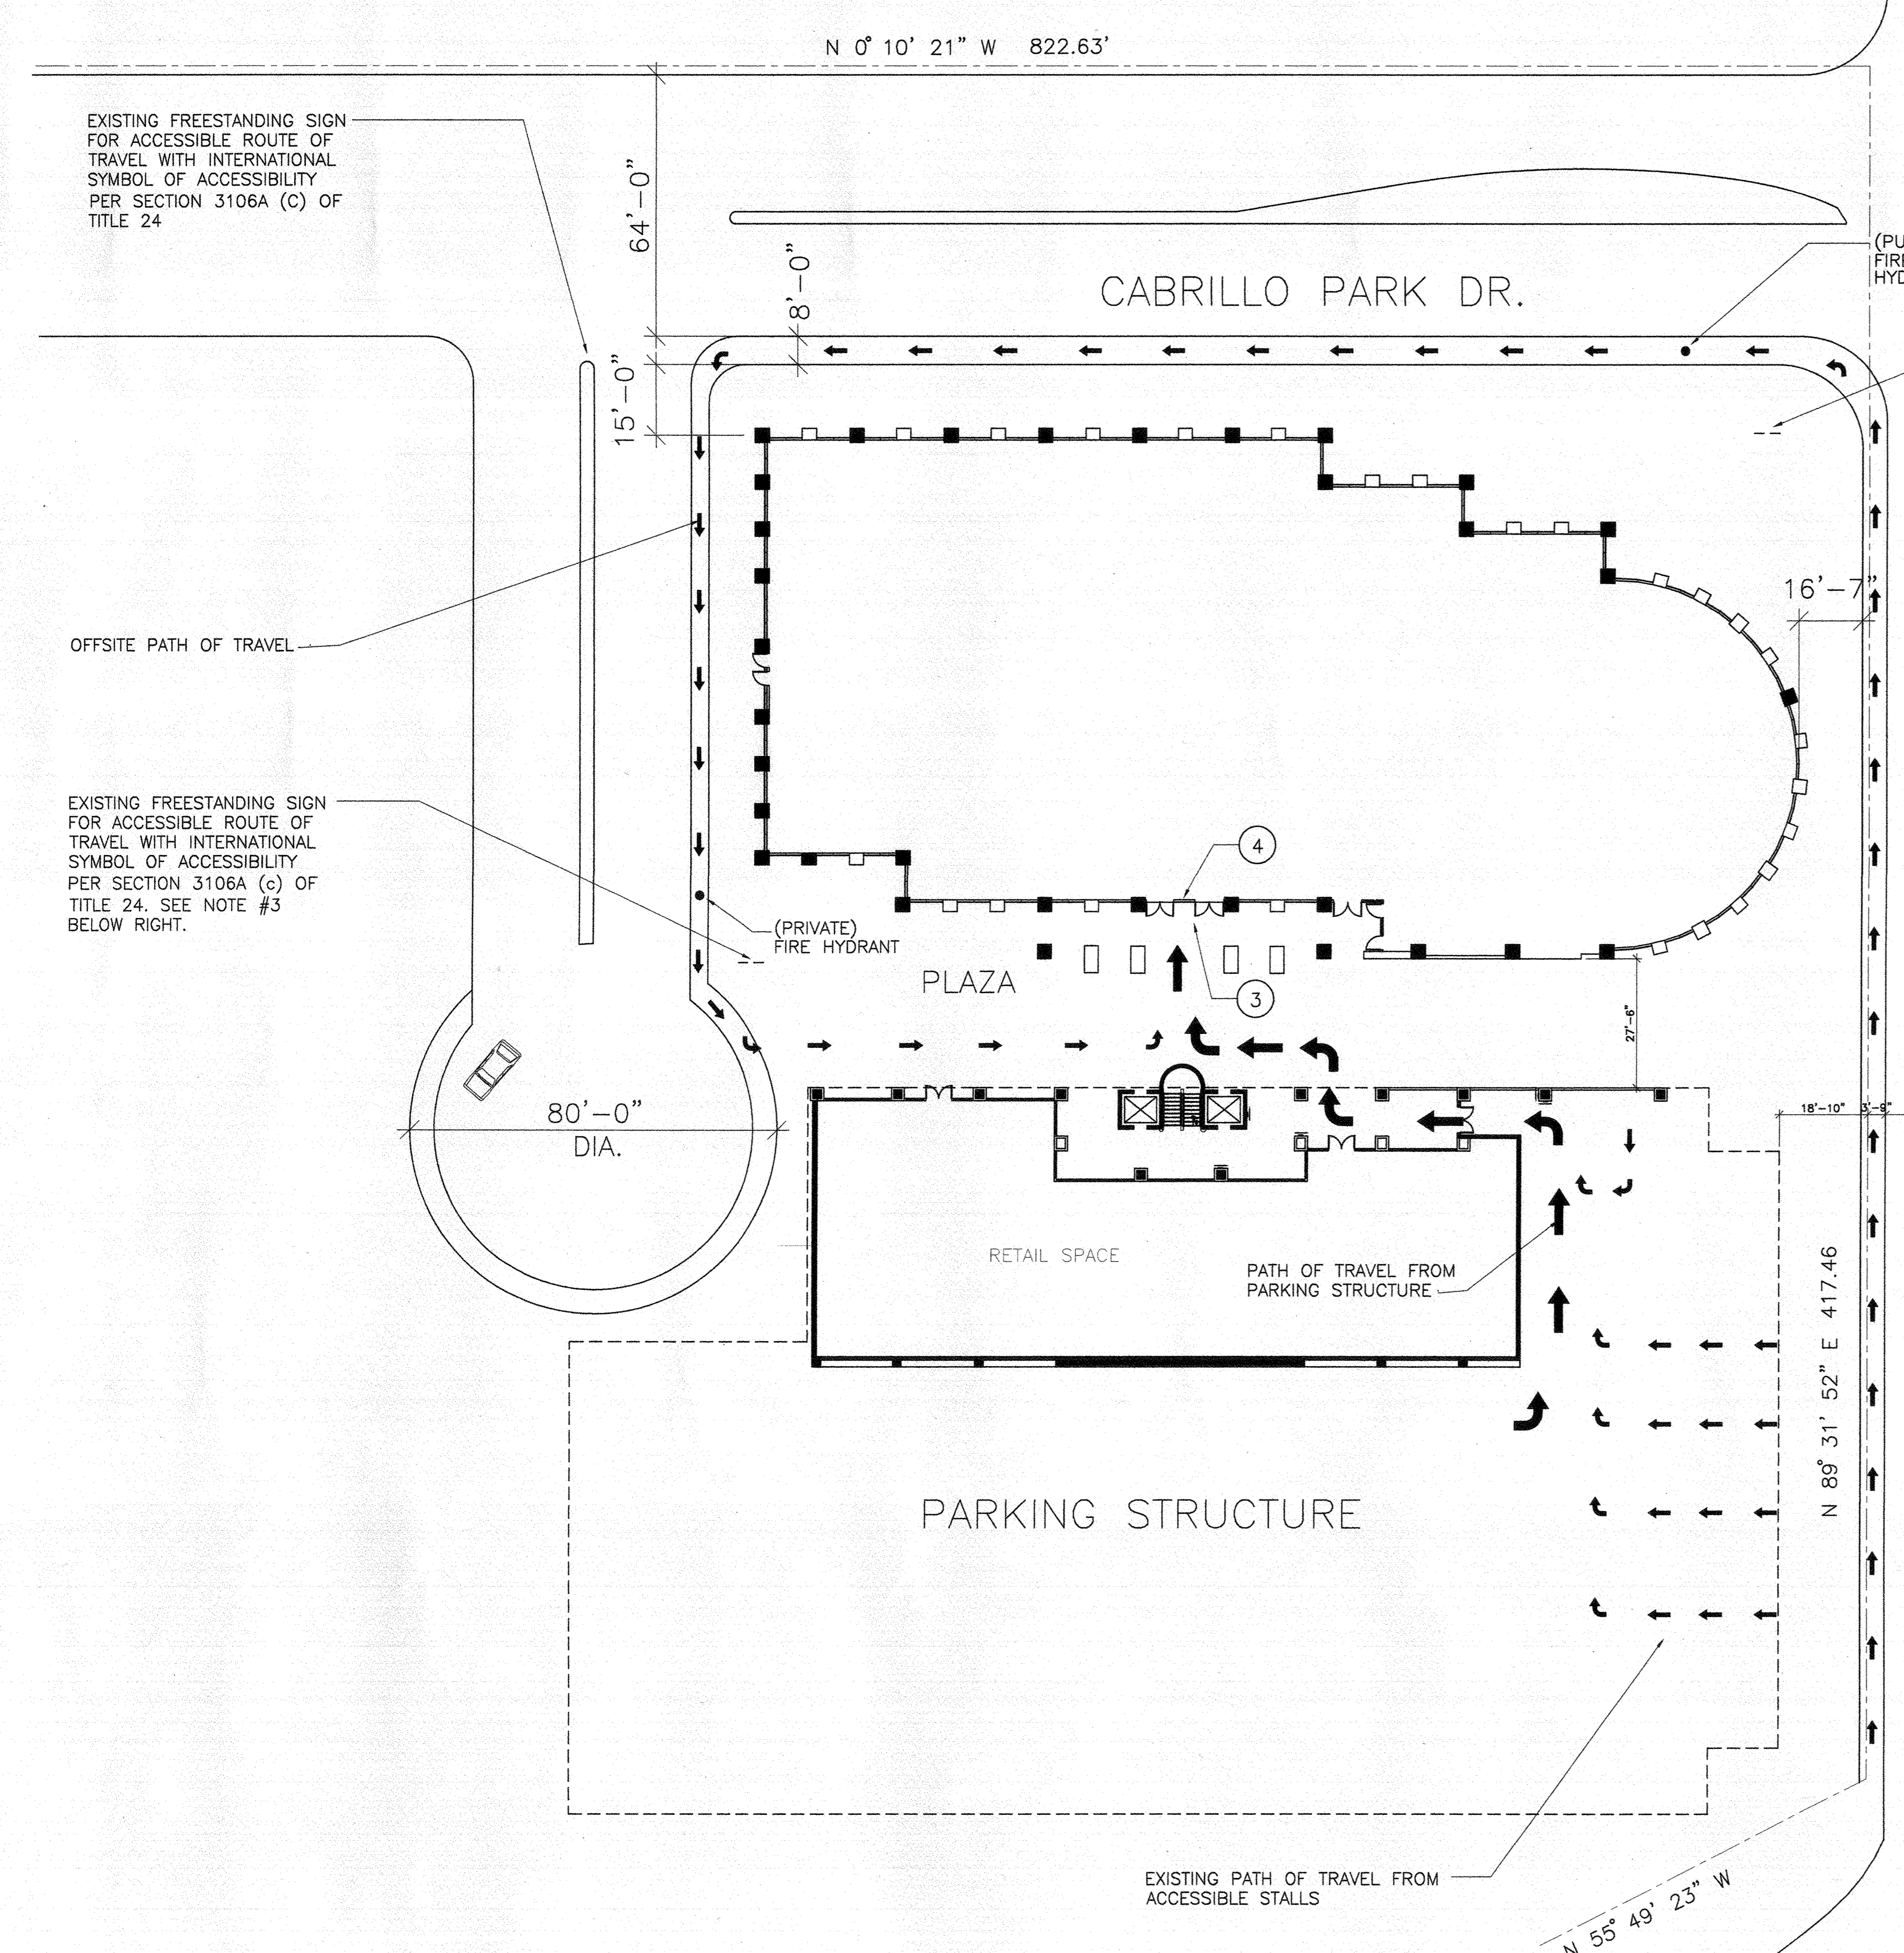 N 0° 10' 21" W 822.63'
EXISTING FREESTANDING SIGN
FOR ACCESSIBLE ROUTE OF
TRAVEL WITH INTERNATIONAL
SYMBOL OF ACCESSIBILITY
PER SECTION 3106A (C) OF
TITLE 24
64'-0"
8'-0"
15'-0"
CABRILLO PARK DR.
16'-7"
OFFSITE PATH OF TRAVEL
EXISTING FREESTANDING SIGN
FOR ACCESSIBLE ROUTE OF
TRAVEL WITH INTERNATIONAL
SYMBOL OF ACCESSIBILITY
PER SECTION 3106A (c) OF
TITLE 24. SEE NOTE #3
BELOW RIGHT.
4
(PRIVATE)
FIRE HYDRANT
PLAZA
3
27'-6"
80'-0"
DIA.
18'-10"
3'-9"
RETAIL SPACE
PATH OF TRAVEL FROM
PARKING STRUCTURE
N 89° 31' 52" E 417.46
PARKING STRUCTURE
EXISTING PATH OF TRAVEL FROM
ACCESSIBLE STALLS
N 55° 49' 23" W